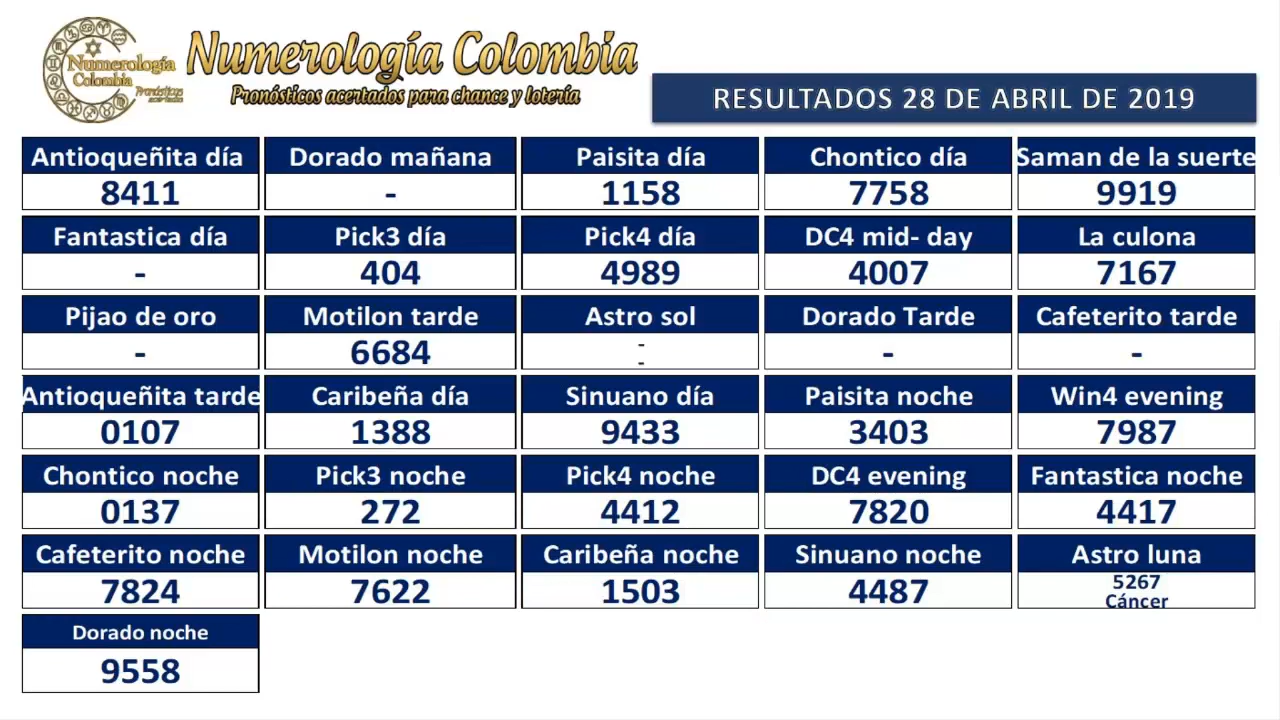 Numerología Colombia
Pronósticos acertados para chance y lotería
Numerología
Colombia
Pronósticos
acertados
RESULTADOS 28 DE ABRIL DE 2019
Antioqueñita día Dorado mañana Paisita día Chontico día Saman de la suerte
8411 - 1158 7758 9919
Fantastica día Pick3 día Pick4 día DC4 mid- day La culona
- 404 4989 4007 7167
Pijao de oro Motilon tarde Astro sol Dorado Tarde Cafeterito tarde
- 6684 - - -
-
Antioqueñita tarde Caribeña día Sinuano día Paisita noche Win4 evening
0107 1388 9433 3403 7987
Chontico noche Pick3 noche Pick4 noche DC4 evening Fantastica noche
0137 272 4412 7820 4417
Cafeterito noche Motilon noche Caribeña noche Sinuano noche Astro luna
7824 7622 1503 4487 5267
Cáncer
Dorado noche
9558